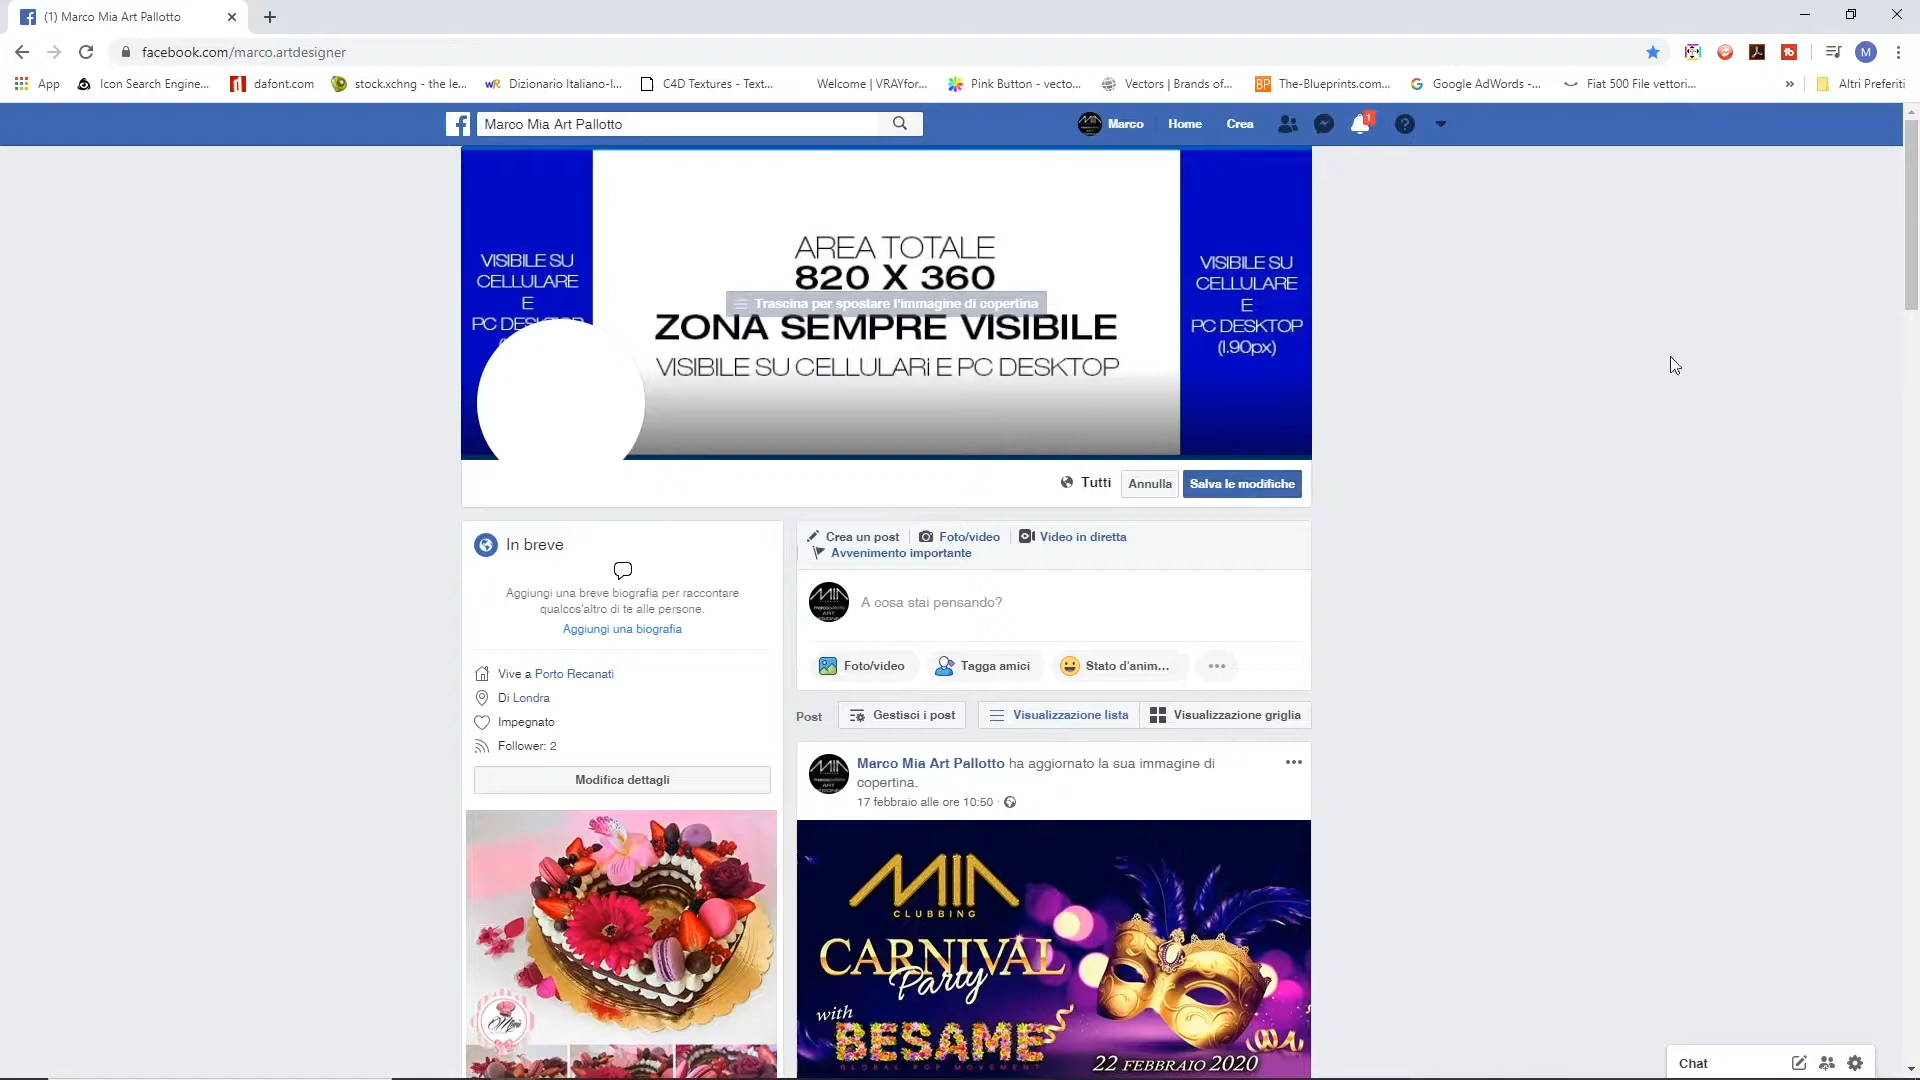 (1) Marco Mia Art Pallotto
facebook.com/marco.artdesigner
App
Icon Search Engine...
dafont.com
stock.xchng - the le...
Dizionario Italiano-I...
C4D Textures - Text...
Welcome | VRAYfor...
Pink Button - vecto...
Vectors | Brands of...
The-Blueprints.com...
Google AdWords -...
Fiat 500 File vettori...
Altri Preferiti
Marco Mia Art Pallotto
Marco
Home
Crea
1
AREA TOTALE
820 X 360
Trascina per spostare l'immagine di copertina
ZONA SEMPRE VISIBILE
VISIBILE SU CELLULARi E PC DESKTOP
VISIBILE SU
CELLULARE
E
PC DESKTOP
VISIBILE SU
CELLULARE
E
PC DESKTOP
(1.90px)
Tutti
Annulla
Salva le modifiche
In breve
Aggiungi una breve biografia per raccontare
qualcos'altro di te alle persone.
Aggiungi una biografia
Vive a Porto Recanati
Di Londra
Impegnato
Follower: 2
Modifica dettagli
Crea un post
Foto/video
Video in diretta
Avvenimento importante
A cosa stai pensando?
Foto/video
Tagga amici
Stato d'anim...
Post
Gestisci i post
Visualizzazione lista
Visualizzazione griglia
Marco Mia Art Pallotto ha aggiornato la sua immagine di
copertina.
17 febbraio alle ore 10:50
MIA
CLUBBING
CARNIVAL
Party
with
BESAME
GLOBAL POP MOVEMENT
22 FEBBRAIO 2020
Chat